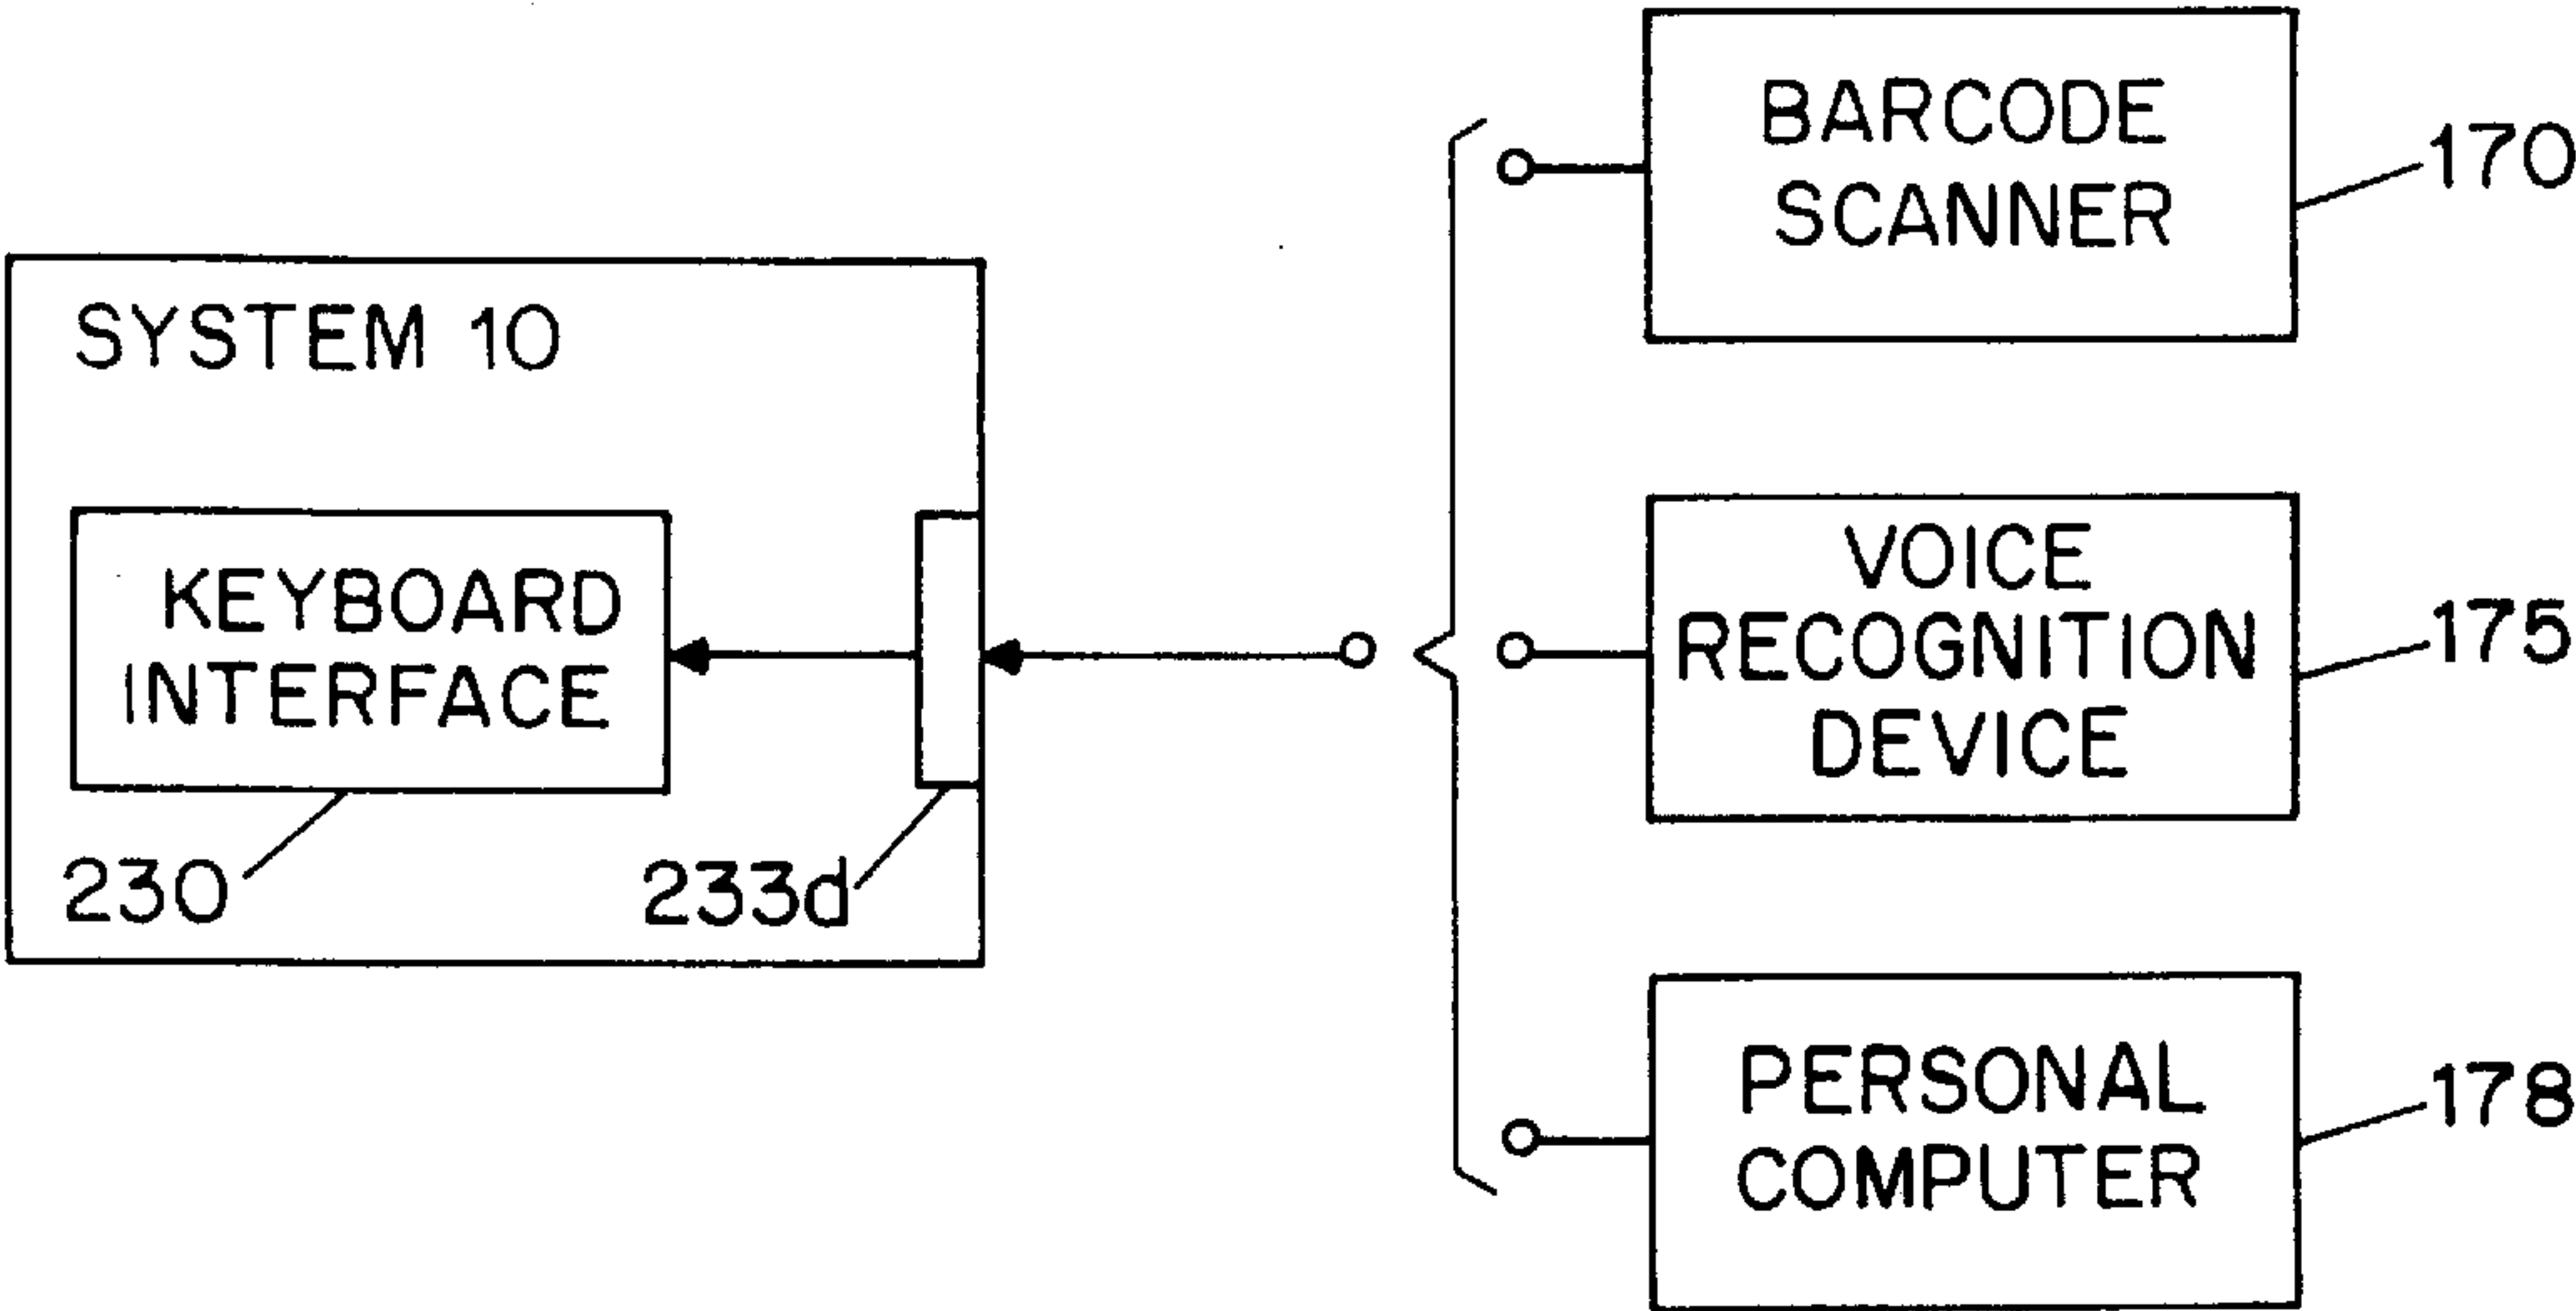 SYSTEM 10
KEYBOARD
INTERFACE
230
233d
BARCODE
SCANNER
170
VOICE
RECOGNITION
DEVICE
175
PERSONAL
COMPUTER
178